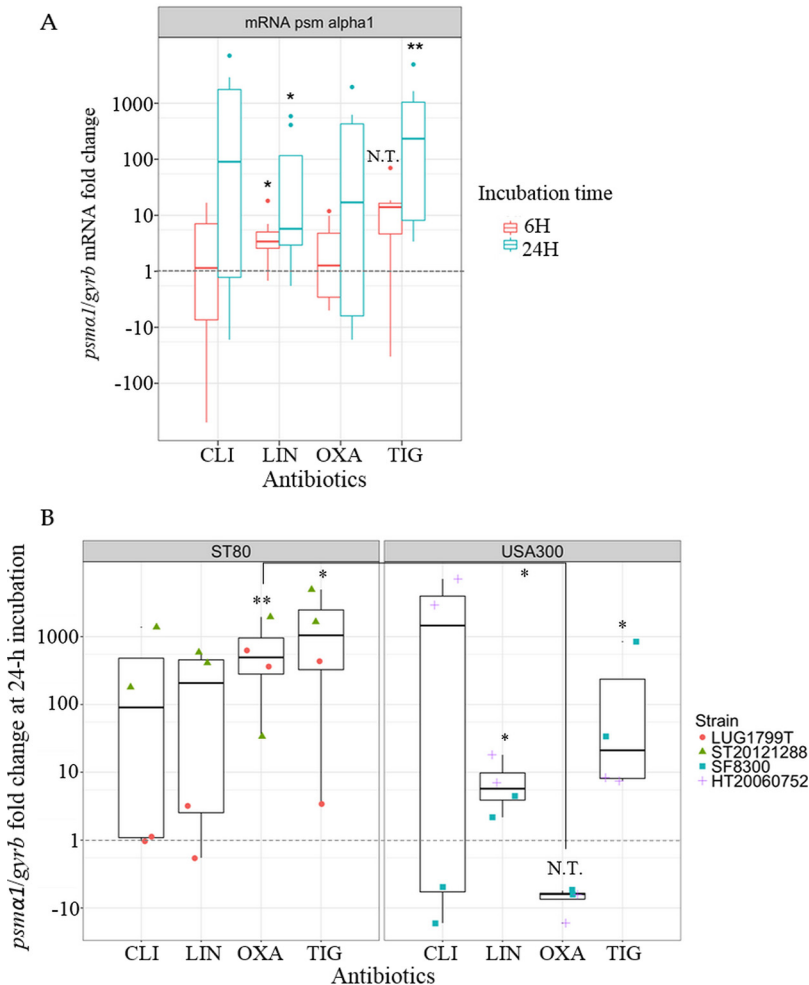 A
mRNA psm alpha1
psmα1/gyrb mRNA fold change
1000
100
10
1
-10
-100
*
*
N.T.
**
CLI LIN OXA TIG
Antibiotics
Incubation time
6H
24H
B
psmα1/gyrb fold change at 24-h incubation
ST80 USA300
1000
100
10
1
-10
**
*
*
*
*
N.T.
CLI LIN OXA TIG CLI LIN OXA TIG
Antibiotics
Strain
LUG1799T
ST20121288
SF8300
HT20060752